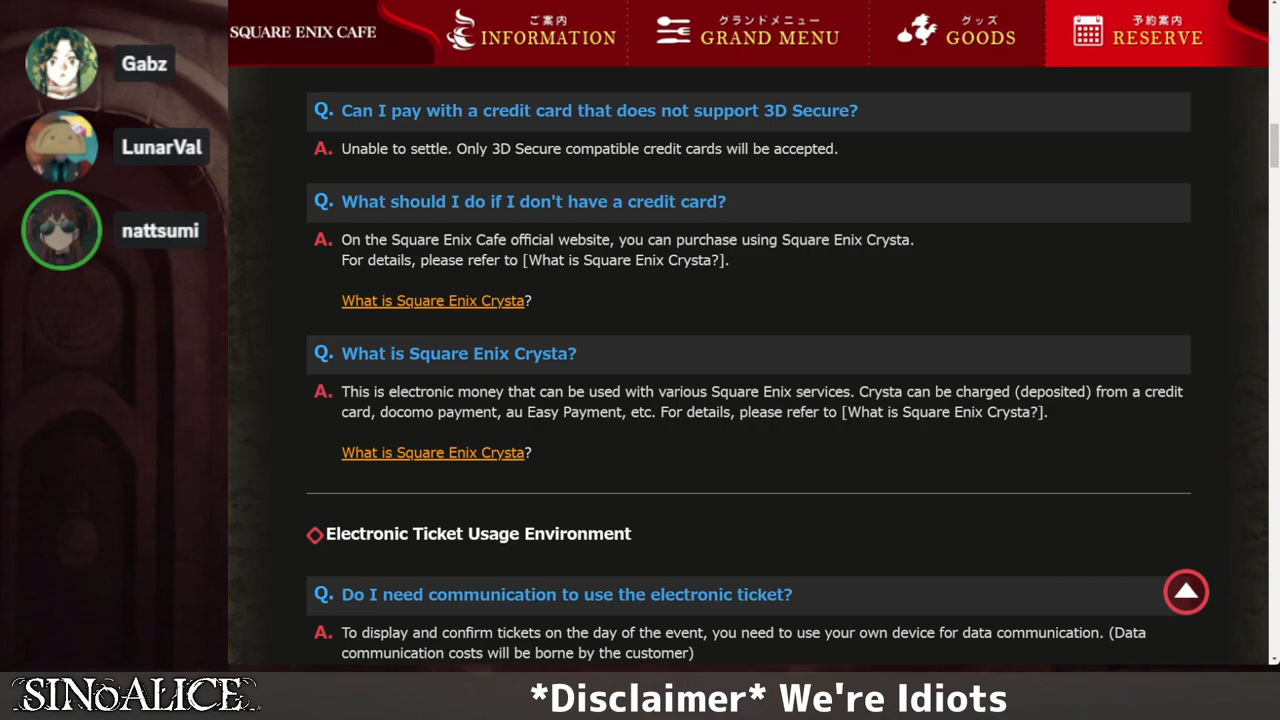 Gabz
LunarVal
nattsumi
SQUARE ENIX CAFE
ご案内
INFORMATION
グランドメニュー
GRAND MENU
グッズ
GOODS
予約案内
RESERVE
Q. Can I pay with a credit card that does not support 3D Secure?
A. Unable to settle. Only 3D Secure compatible credit cards will be accepted.
Q. What should I do if I don't have a credit card?
A. On the Square Enix Cafe official website, you can purchase using Square Enix Crysta.
For details, please refer to [What is Square Enix Crysta?].
What is Square Enix Crysta?
Q. What is Square Enix Crysta?
A. This is electronic money that can be used with various Square Enix services. Crysta can be charged (deposited) from a credit
card, docomo payment, au Easy Payment, etc. For details, please refer to [What is Square Enix Crysta?].
What is Square Enix Crysta?
Electronic Ticket Usage Environment
Q. Do I need communication to use the electronic ticket?
A. To display and confirm tickets on the day of the event, you need to use your own device for data communication. (Data
communication costs will be borne by the customer)
SINoALICE
*Disclaimer* We're Idiots